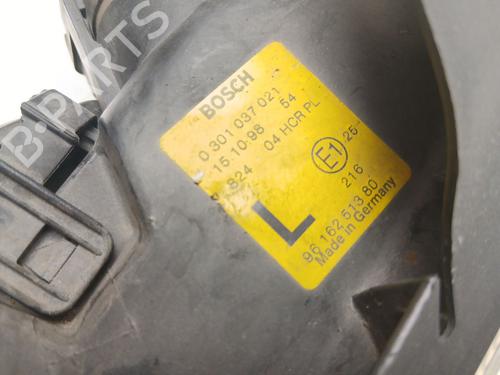 B-PARTS
BOSCH
0 301 037 021
15.10.98 54
824 04 HCR PL
E1 25
216
L
96 162 513 80
Made in Germany